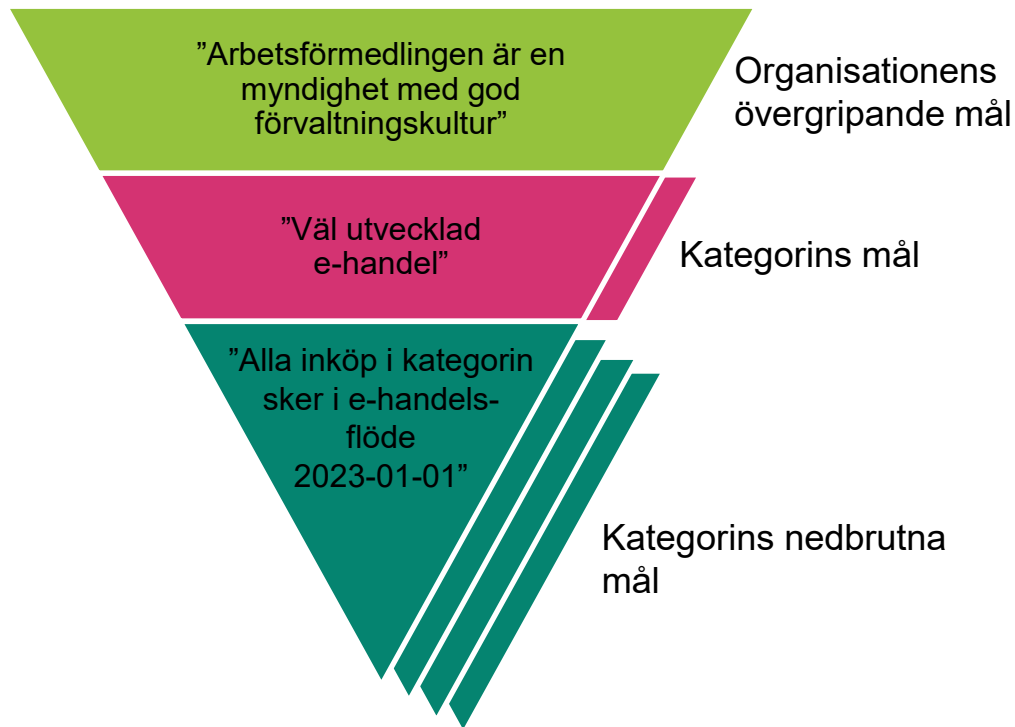 ”Arbetsförmedlingen är en
myndighet med god
förvaltningskultur”
Organisationens
övergripande mål
”Väl utvecklad
e-handel”
Kategorins mål
”Alla inköp i kategorin
sker i e-handels-
flöde
2023-01-01”
Kategorins nedbrutna
mål